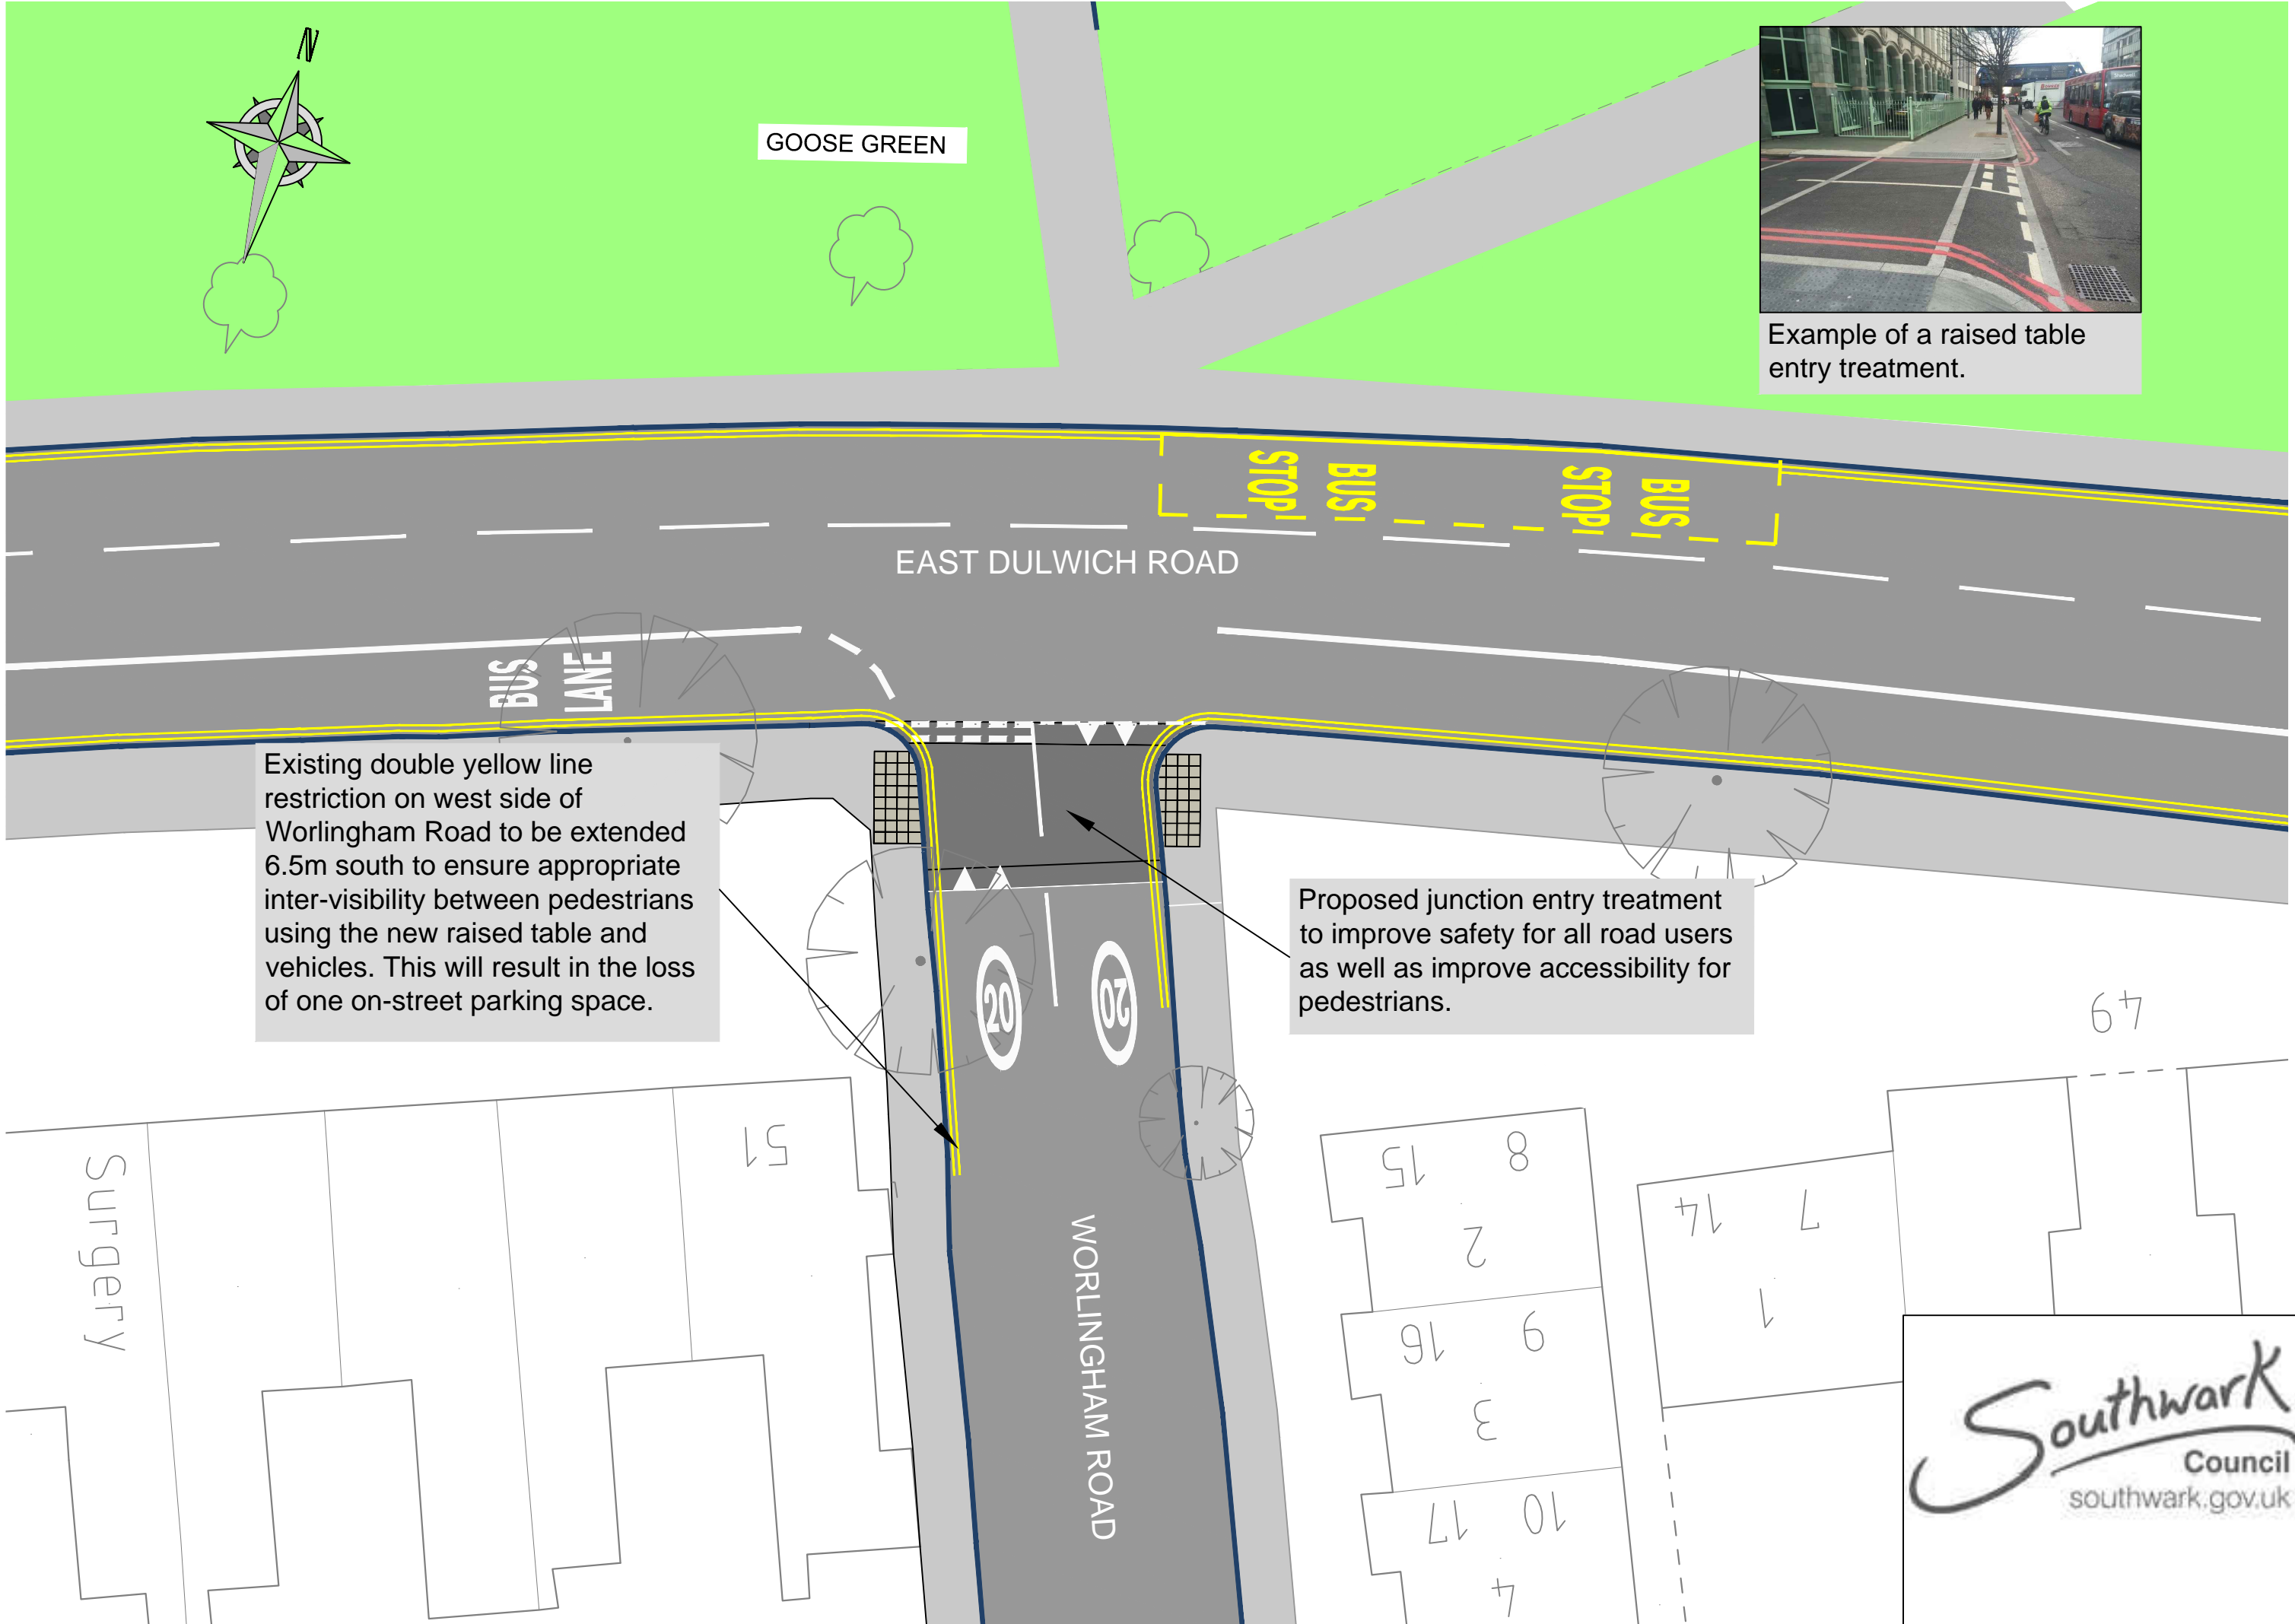 N
GOOSE GREEN
Example of a raised table
entry treatment.
BUS
STOP
BUS
STOP
EAST DULWICH ROAD
BUS
LANE
Existing double yellow line
restriction on west side of
Worlingham Road to be extended
6.5m south to ensure appropriate
inter-visibility between pedestrians
using the new raised table and
vehicles. This will result in the loss
of one on-street parking space.
Proposed junction entry treatment
to improve safety for all road users
as well as improve accessibility for
pedestrians.
20
20
49
51
Surgery
15 8
2
14 7
1
16 9
3
17 10
4
WORLINGHAM ROAD
Southwark
Council
southwark.gov.uk